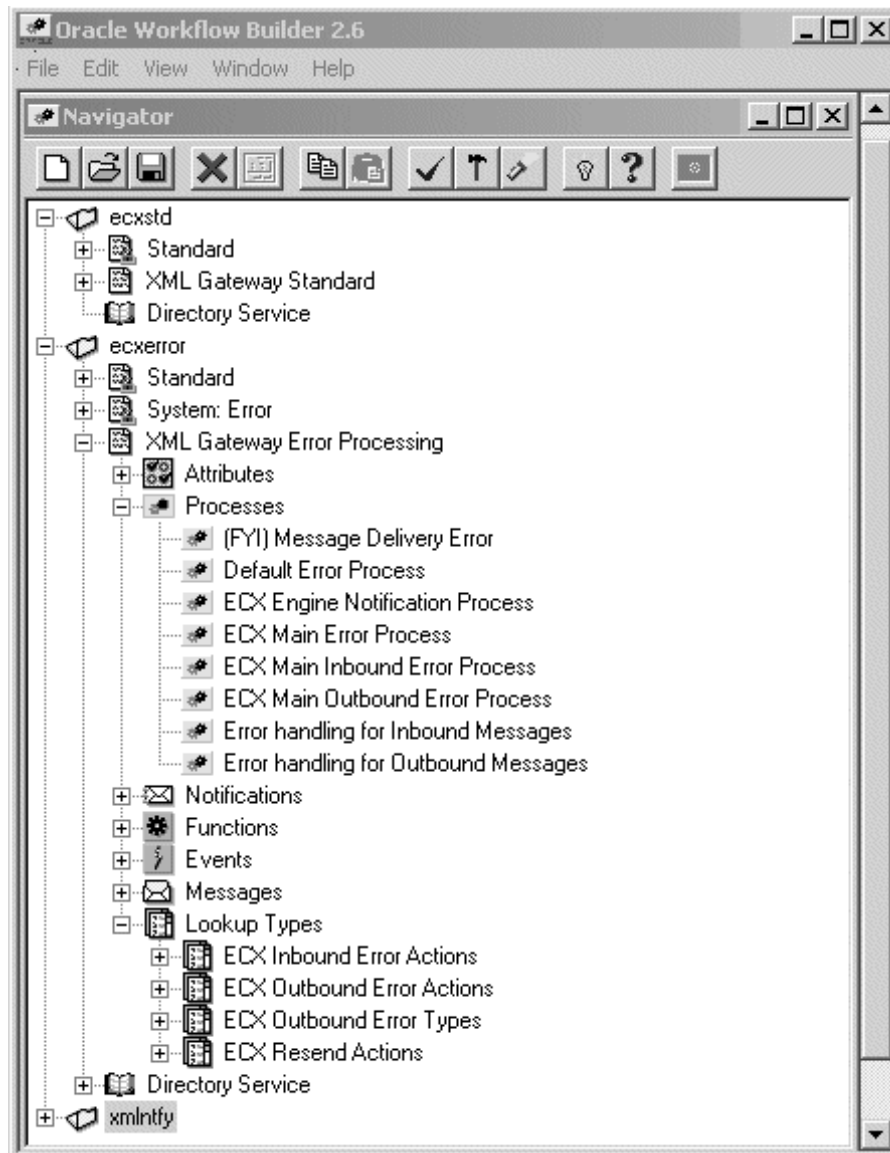 Oracle Workflow Builder 2.6
File Edit View Window Help
Navigator
ecxstd
Standard
XML Gateway Standard
Directory Service
ecxerror
Standard
System: Error
XML Gateway Error Processing
Attributes
Processes
(FYI) Message Delivery Error
Default Error Process
ECX Engine Notification Process
ECX Main Error Process
ECX Main Inbound Error Process
ECX Main Outbound Error Process
Error handling for Inbound Messages
Error handling for Outbound Messages
Notifications
Functions
Events
Messages
Lookup Types
ECX Inbound Error Actions
ECX Outbound Error Actions
ECX Outbound Error Types
ECX Resend Actions
Directory Service
xmlntfy